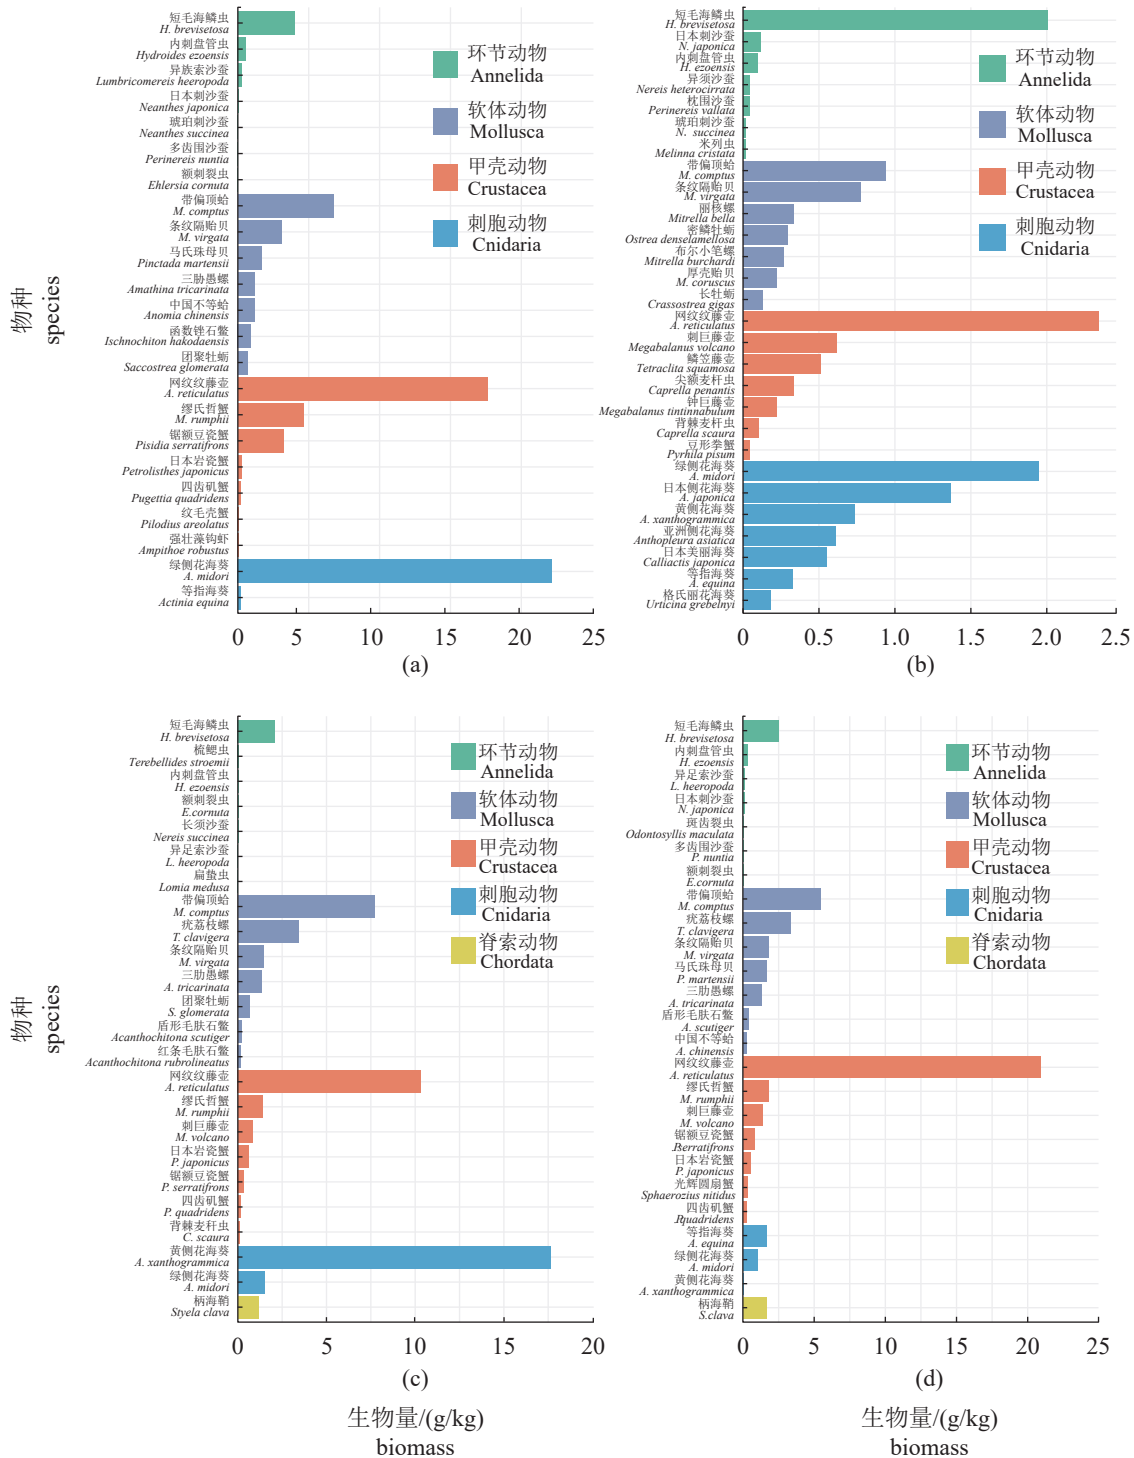 物种
species
短毛海鳞虫
H. brevisetosa
内刺盘管虫
Hydroides ezoensis
异族索沙蚕
Lumbricomereis heeropoda
日本刺沙蚕
Neanthes japonica
琥珀刺沙蚕
Neanthes succinea
多齿围沙蚕
Perinereis nuntia
额刺裂虫
Ehlersia cornuta
带偏顶蛤
M. comptus
条纹隔贻贝
M. virgata
马氏珠母贝
Pinctada martensii
三肋愚螺
Amathina tricarinata
中国不等蛤
Anomia chinensis
函数锉石鳖
Ischnochiton hakodaensis
团聚牡蛎
Saccostrea glomerata
网纹纹藤壶
A. reticulatus
缪氏哲蟹
M. rumphii
锯额豆瓷蟹
Pisidia serratifrons
日本岩瓷蟹
Petrolisthes japonicus
四齿矶蟹
Pugettia quadridens
纹毛壳蟹
Pilodius areolatus
强壮藻钩虾
Ampithoe robustus
绿侧花海葵
A. midori
等指海葵
Actinia equina
环节动物
Annelida
软体动物
Mollusca
甲壳动物
Crustacea
刺胞动物
Cnidaria
0 5 10 15 20 25
(a)
短毛海鳞虫
H. brevisetosa
日本刺沙蚕
N. japonica
内刺盘管虫
H. ezoensis
异须沙蚕
Nereis heterocirrata
枕围沙蚕
Perinereis vallata
琥珀刺沙蚕
N. succinea
米列虫
Melinna cristata
带偏顶蛤
M. comptus
条纹隔贻贝
M. virgata
丽核螺
Mitrella bella
密鳞牡蛎
Ostrea denselamellosa
布尔小笔螺
Mitrella burchardi
厚壳贻贝
M. coruscus
长牡蛎
Crassostrea gigas
网纹纹藤壶
A. reticulatus
刺巨藤壶
Megabalanus volcano
鳞笠藤壶
Tetraclita squamosa
尖额麦杆虫
Caprella penantis
钟巨藤壶
Megabalanus tintinnabulum
背棘麦杆虫
Caprella scaura
豆形拳蟹
Pyrhila pisum
绿侧花海葵
A. midori
日本侧花海葵
A. japonica
黄侧花海葵
A. xanthogrammica
亚洲侧花海葵
Anthopleura asiatica
日本美丽海葵
Calliactis japonica
等指海葵
A. equina
格氏丽花海葵
Urticina grebelnyi
环节动物
Annelida
软体动物
Mollusca
甲壳动物
Crustacea
刺胞动物
Cnidaria
0 0.5 1.0 1.5 2.0 2.5
(b)
物种
species
短毛海鳞虫
H. brevisetosa
梳鳃虫
Terebellides stroemii
内刺盘管虫
H. ezoensis
额刺裂虫
E.cornuta
长须沙蚕
Nereis succinea
异足索沙蚕
L. heeropoda
扁蛰虫
Lomia medusa
带偏顶蛤
M. comptus
疣荔枝螺
T. clavigera
条纹隔贻贝
M. virgata
三肋愚螺
A. tricarinata
团聚牡蛎
S. glomerata
盾形毛肤石鳖
Acanthochitona scutiger
红条毛肤石鳖
Acanthochitona rubrolineatus
网纹纹藤壶
A. reticulatus
缪氏哲蟹
M. rumphii
刺巨藤壶
M. volcano
日本岩瓷蟹
P. japonicus
锯额豆瓷蟹
P. serratifrons
四齿矶蟹
P. quadridens
背棘麦秆虫
C. scaura
黄侧花海葵
A. xanthogrammica
绿侧花海葵
A. midori
柄海鞘
Styela clava
环节动物
Annelida
软体动物
Mollusca
甲壳动物
Crustacea
刺胞动物
Cnidaria
脊索动物
Chordata
0 5 10 15 20
(c)
生物量/(g/kg)
biomass
短毛海鳞虫
H. brevisetosa
内刺盘管虫
H. ezoensis
异足索沙蚕
L. heeropoda
日本刺沙蚕
N. japonica
斑齿裂虫
Odontosyllis maculata
多齿围沙蚕
P. nuntia
额刺裂虫
E.cornuta
带偏顶蛤
M. comptus
疣荔枝螺
T. clavigera
条纹隔贻贝
M. virgata
马氏珠母贝
P. martensii
三肋愚螺
A. tricarinata
盾形毛肤石鳖
A. scutiger
中国不等蛤
A. chinensis
网纹纹藤壶
A. reticulatus
缪氏哲蟹
M. rumphii
刺巨藤壶
M. volcano
锯额豆瓷蟹
P.serratifrons
日本岩瓷蟹
P. japonicus
光辉圆扇蟹
Sphaerozius nitidus
四齿矶蟹
P.quadridens
等指海葵
A. equina
绿侧花海葵
A. midori
黄侧花海葵
A. xanthogrammica
柄海鞘
S.clava
环节动物
Annelida
软体动物
Mollusca
甲壳动物
Crustacea
刺胞动物
Cnidaria
脊索动物
Chordata
0 5 10 15 20 25
(d)
生物量/(g/kg)
biomass